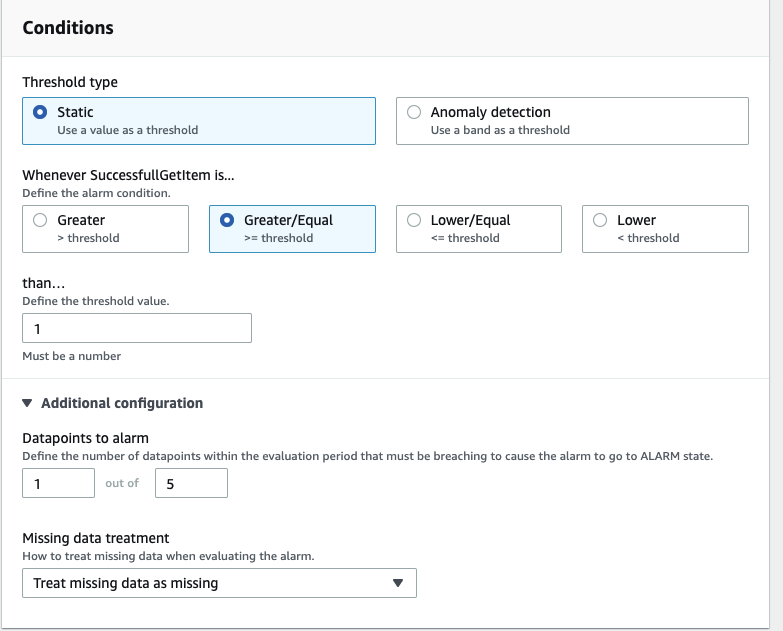 Conditions
Threshold type
Static
Use a value as a threshold
Anomaly detection
Use a band as a threshold
Whenever SuccessfullGetItem is...
Define the alarm condition.
Greater
> threshold
Greater/Equal
>= threshold
Lower/Equal
<= threshold
Lower
< threshold
than...
Define the threshold value.
1
Must be a number
Additional configuration
Datapoints to alarm
Define the number of datapoints within the evaluation period that must be breaching to cause the alarm to go to ALARM state.
1 out of 5
Missing data treatment
How to treat missing data when evaluating the alarm.
Treat missing data as missing